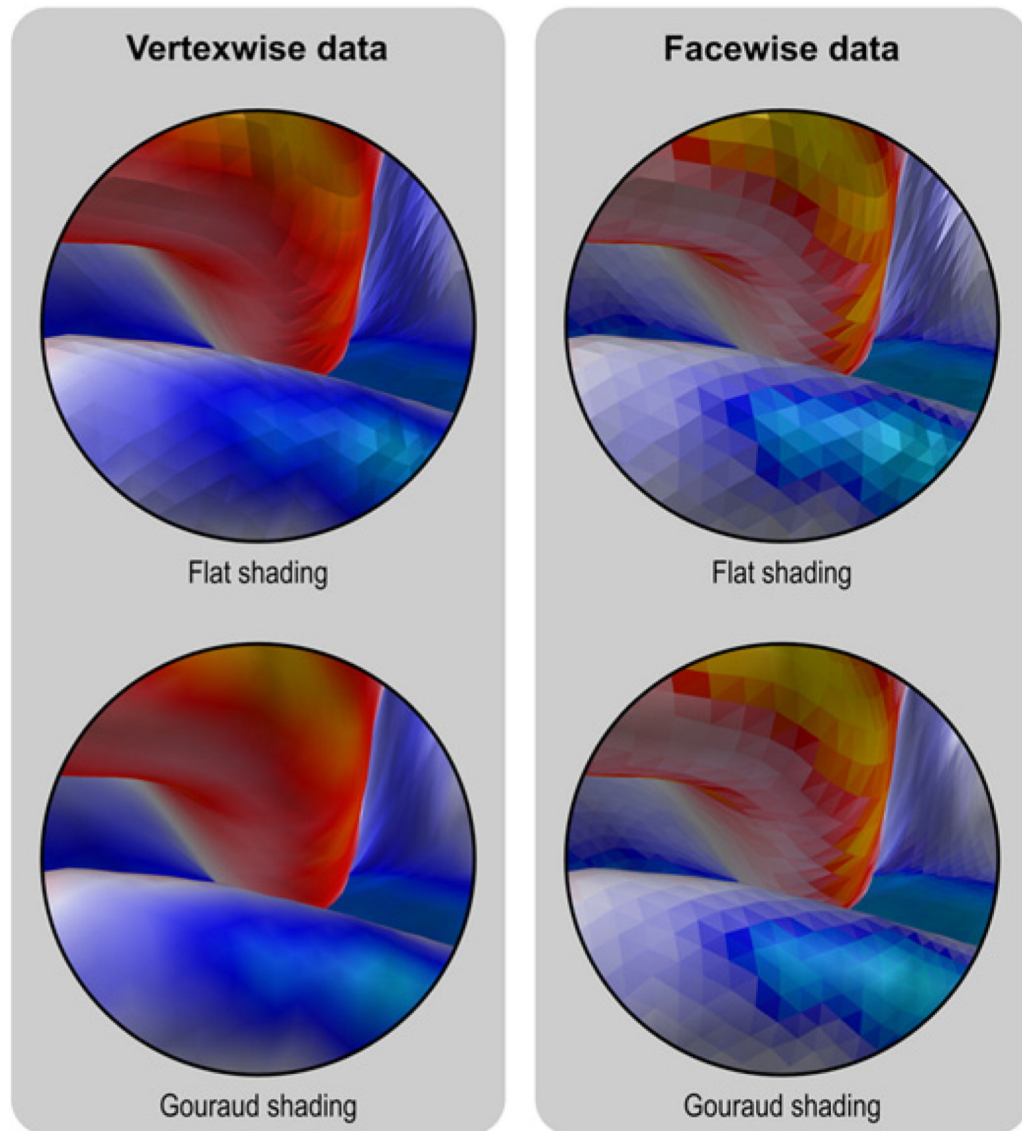 Vertexwise data
Facewise data
Flat shading
Flat shading
Gouraud shading
Gouraud shading